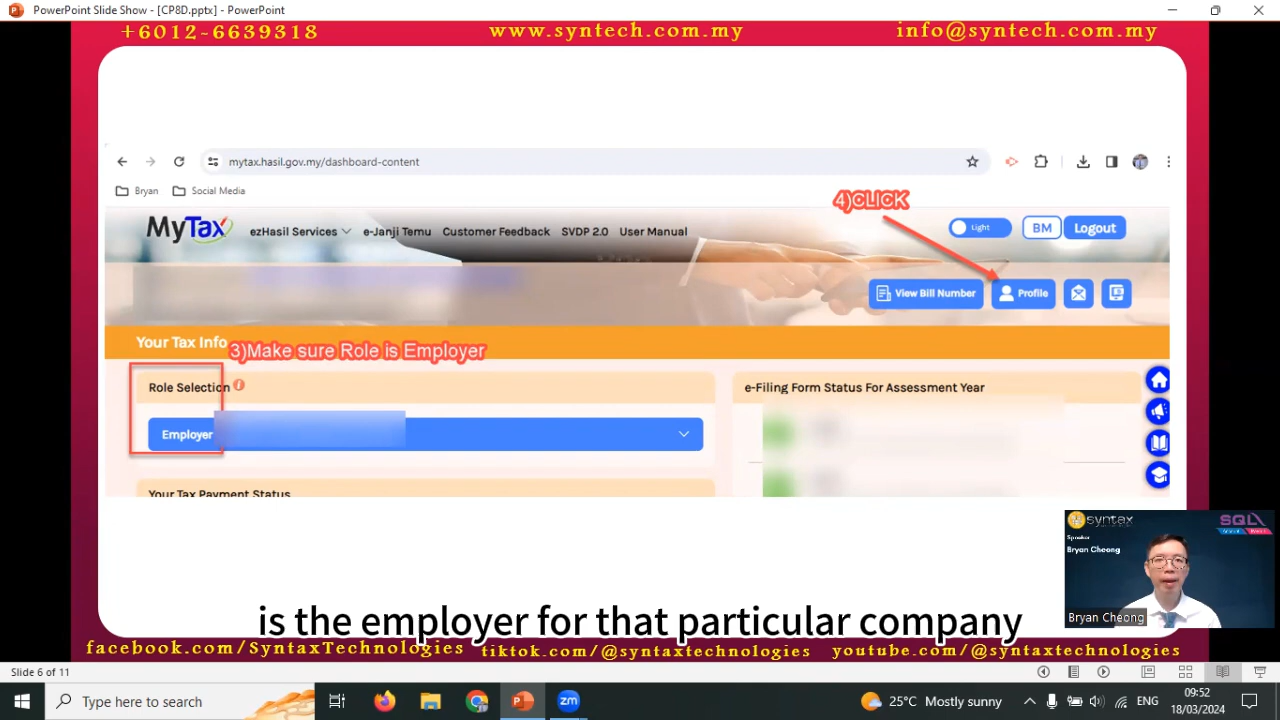 PowerPoint Slide Show - [CP8D.pptx] - PowerPoint
+6012-6639318 www.syntech.com.my info@syntech.com.my
mytax.hasil.gov.my/dashboard-content
Bryan Social Media
4)CLICK
MyTax ezHasil Services e-Janji Temu Customer Feedback SVDP 2.0 User Manual Light BM Logout
View Bill Number Profile
Your Tax Info
3)Make sure Role is Employer
Role Selection e-Filing Form Status For Assessment Year
Employer
Your Tax Payment Status
syntax SQL
Speaker
Bryan Cheong
Bryan Cheong
is the employer for that particular company
facebook.com/SyntaxTechnologies tiktok.com/@syntaxtechnologies youtube.com/@syntaxtechnologies
Slide 6 of 11
Type here to search zm 25°C Mostly sunny ENG 09:52
18/03/2024